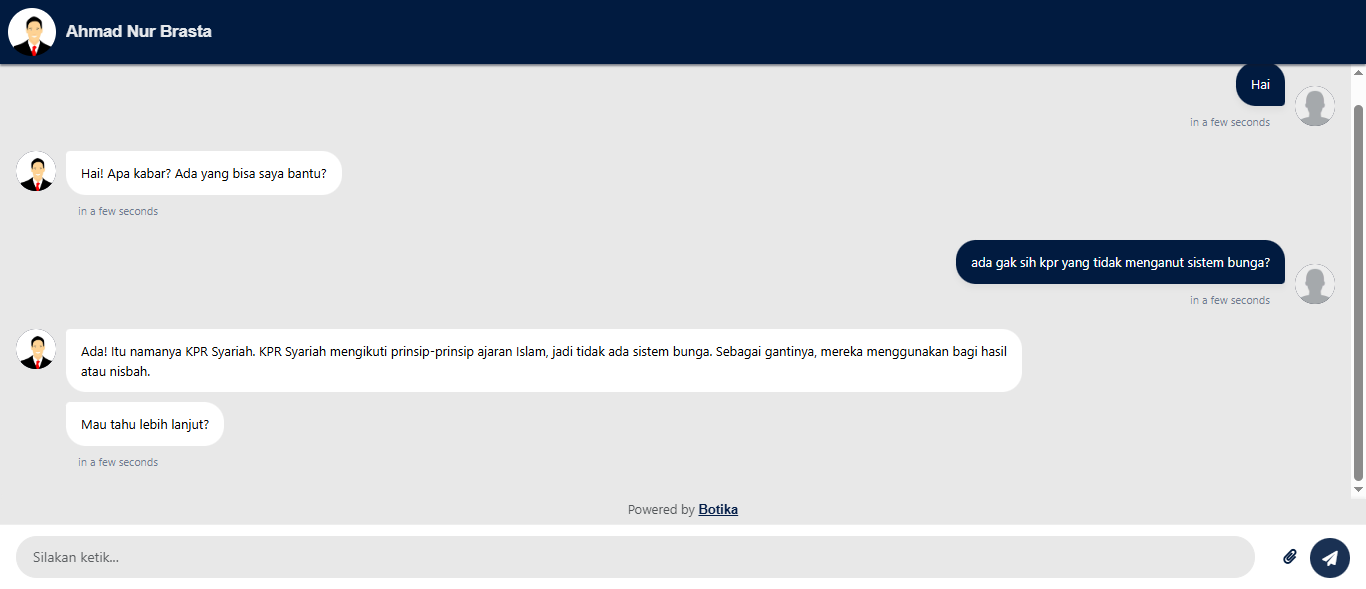 Ahmad Nur Brasta
Hai
in a few seconds
Hai! Apa kabar? Ada yang bisa saya bantu?
in a few seconds
ada gak sih kpr yang tidak menganut sistem bunga?
in a few seconds
Ada! Itu namanya KPR Syariah. KPR Syariah mengikuti prinsip-prinsip ajaran Islam, jadi tidak ada sistem bunga. Sebagai gantinya, mereka menggunakan bagi hasil
atau nisbah.
Mau tahu lebih lanjut?
in a few seconds
Powered by Botika
Silakan ketik...